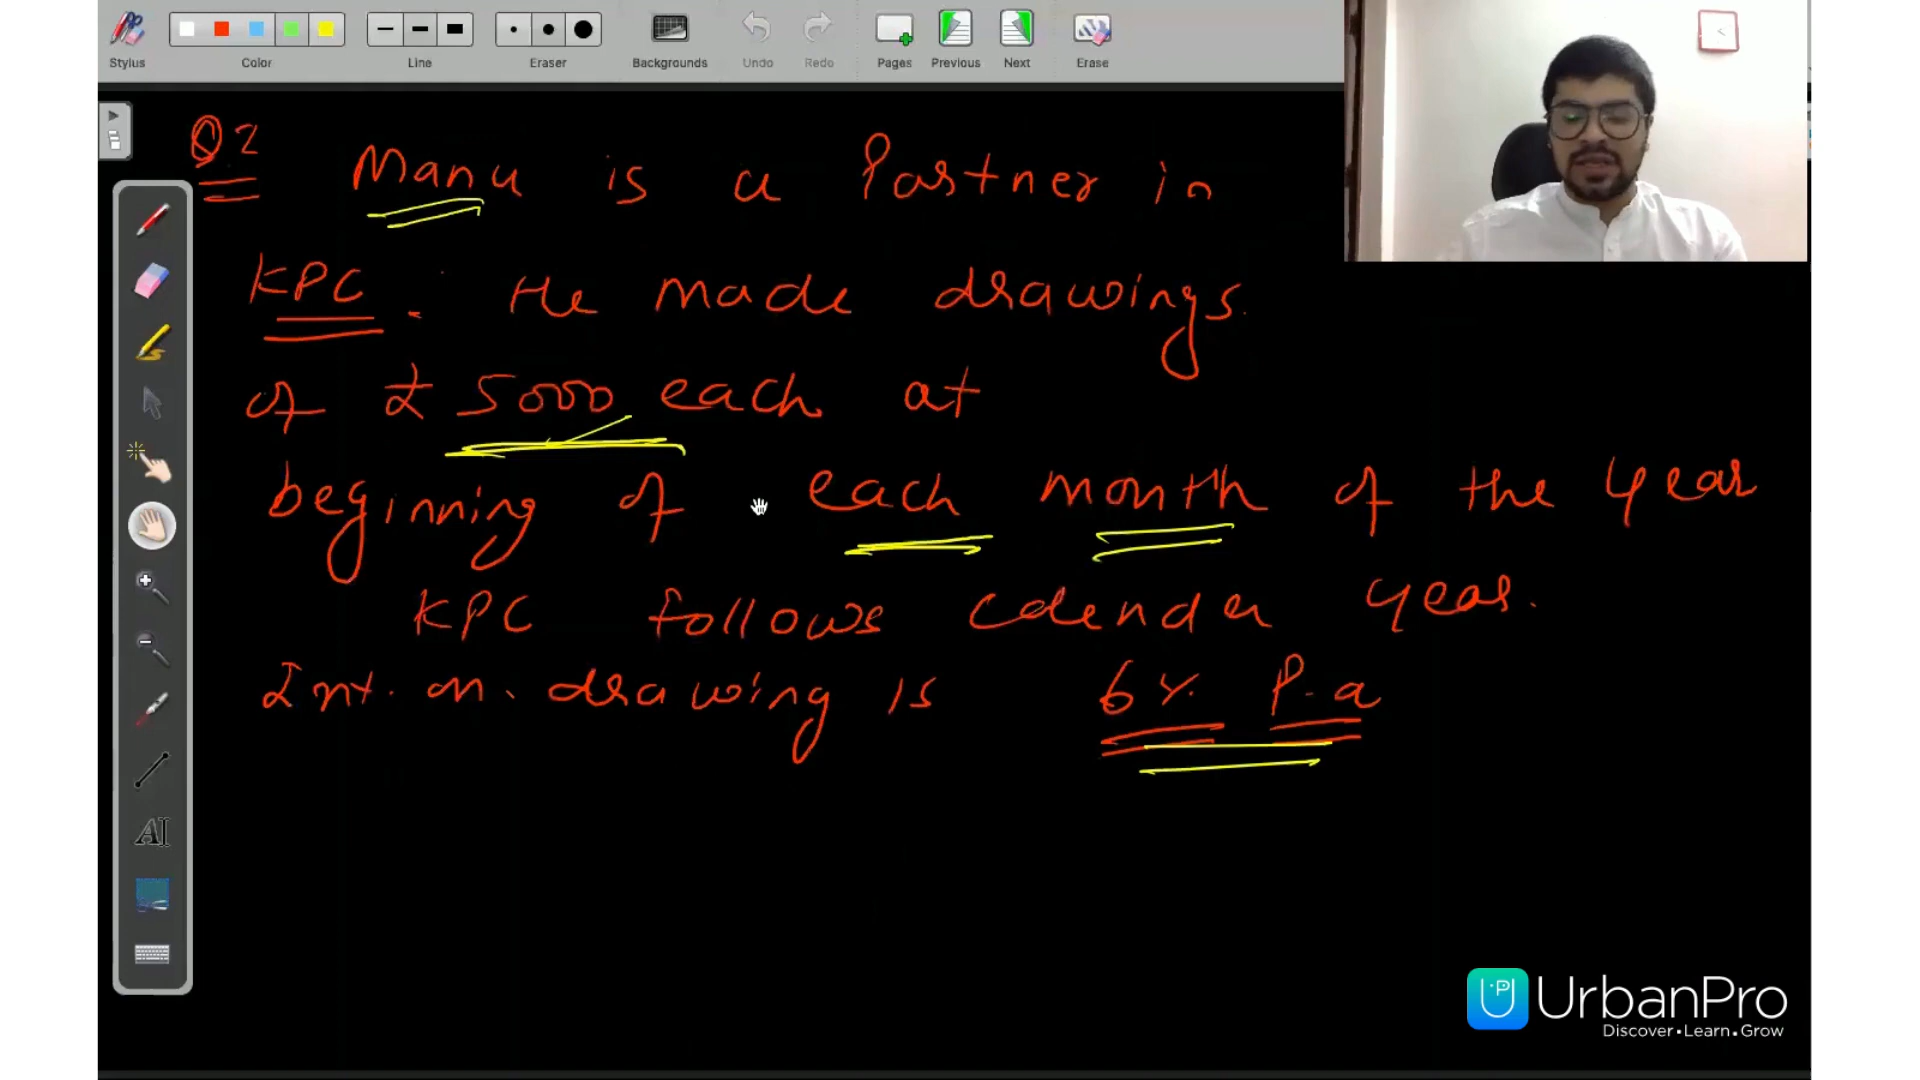 Stylus
Color
Line
Eraser
Backgrounds
Undo
Redo
Pages
Previous
Next
Erase
Q2 Manu is a Partner in
KPC. He made drawings.
of ₹ 5000 each at
beginning of each month of the year
KPC follows calender year.
Int. on. drawing is 6% P.a
AI
UrbanPro
Discover•Learn•Grow